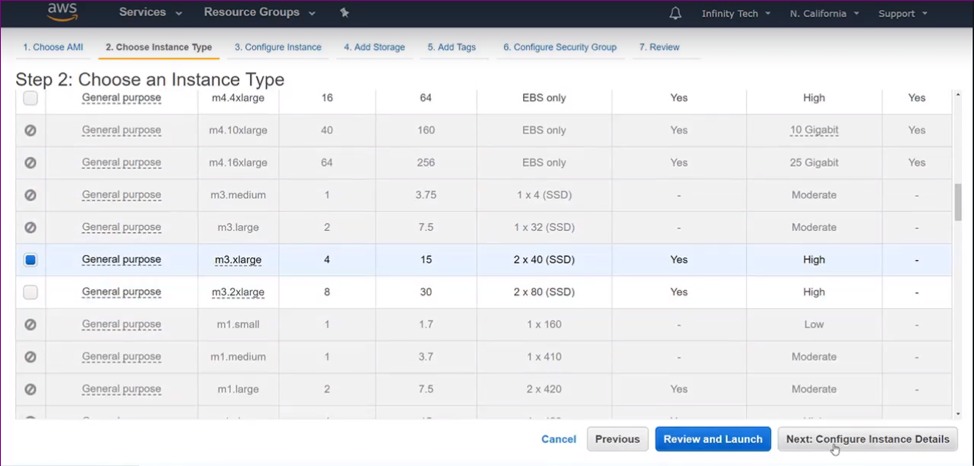 aws Services Resource Groups Infinity Tech N. California Support
1. Choose AMI 2. Choose Instance Type 3. Configure Instance 4. Add Storage 5. Add Tags 6. Configure Security Group 7. Review
Step 2: Choose an Instance Type
General purpose m4.4xlarge 16 64 EBS only Yes High Yes
General purpose m4.10xlarge 40 160 EBS only Yes 10 Gigabit Yes
General purpose m4.16xlarge 64 256 EBS only Yes 25 Gigabit Yes
General purpose m3.medium 1 3.75 1 x 4 (SSD) - Moderate -
General purpose m3.large 2 7.5 1 x 32 (SSD) - Moderate -
General purpose m3.xlarge 4 15 2 x 40 (SSD) Yes High -
General purpose m3.2xlarge 8 30 2 x 80 (SSD) Yes High -
General purpose m1.small 1 1.7 1 x 160 - Low -
General purpose m1.medium 1 3.7 1 x 410 - Moderate -
General purpose m1.large 2 7.5 2 x 420 Yes Moderate -
Cancel Previous Review and Launch Next: Configure Instance Details